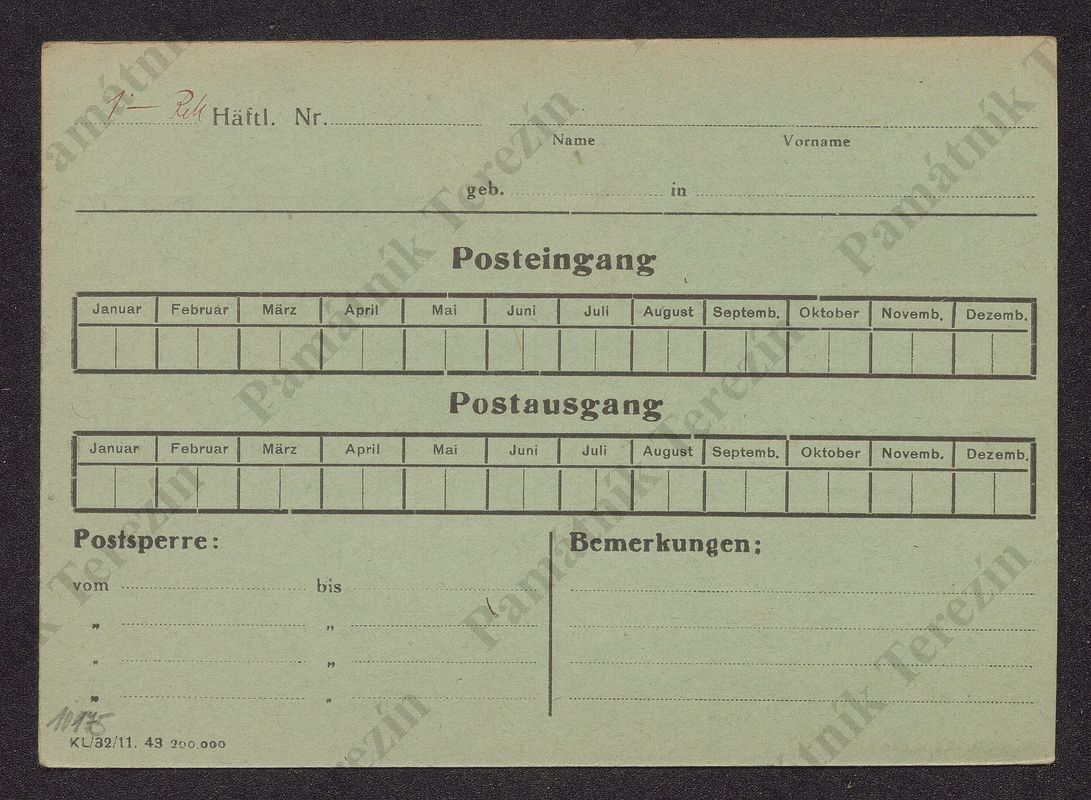 1'–
Häftl. Nr.
Name Vorname
geb. in
Posteingang
Januar Februar März April Mai Juni Juli August Septemb. Oktober Novemb. Dezemb.
Postausgang
Januar Februar März April Mai Juni Juli August Septemb. Oktober Novemb. Dezemb.
Postsperre: Bemerkungen:
vom bis
„ „
„ „
„ „
10175
KL/32/11. 43 200.000
Památník Terezín